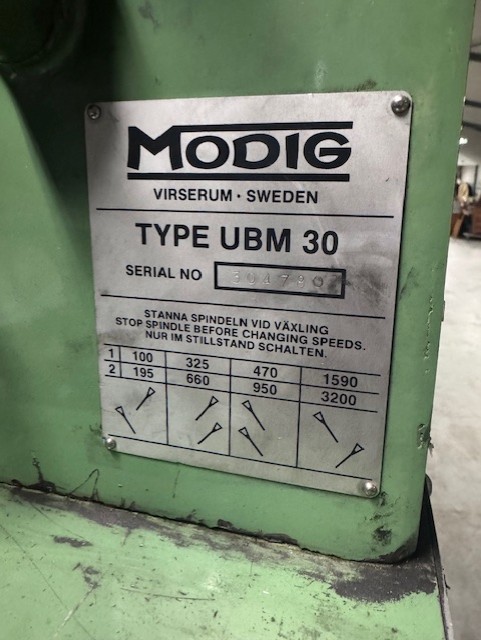 MODIG
VIRSERUM · SWEDEN
TYPE UBM 30
SERIAL NO
STANNA SPINDELN VID VÄXLING
STOP SPINDLE BEFORE CHANGING SPEEDS.
NUR IM STILLSTAND SCHALTEN.
1 100 325 470 1590
2 195 660 950 3200